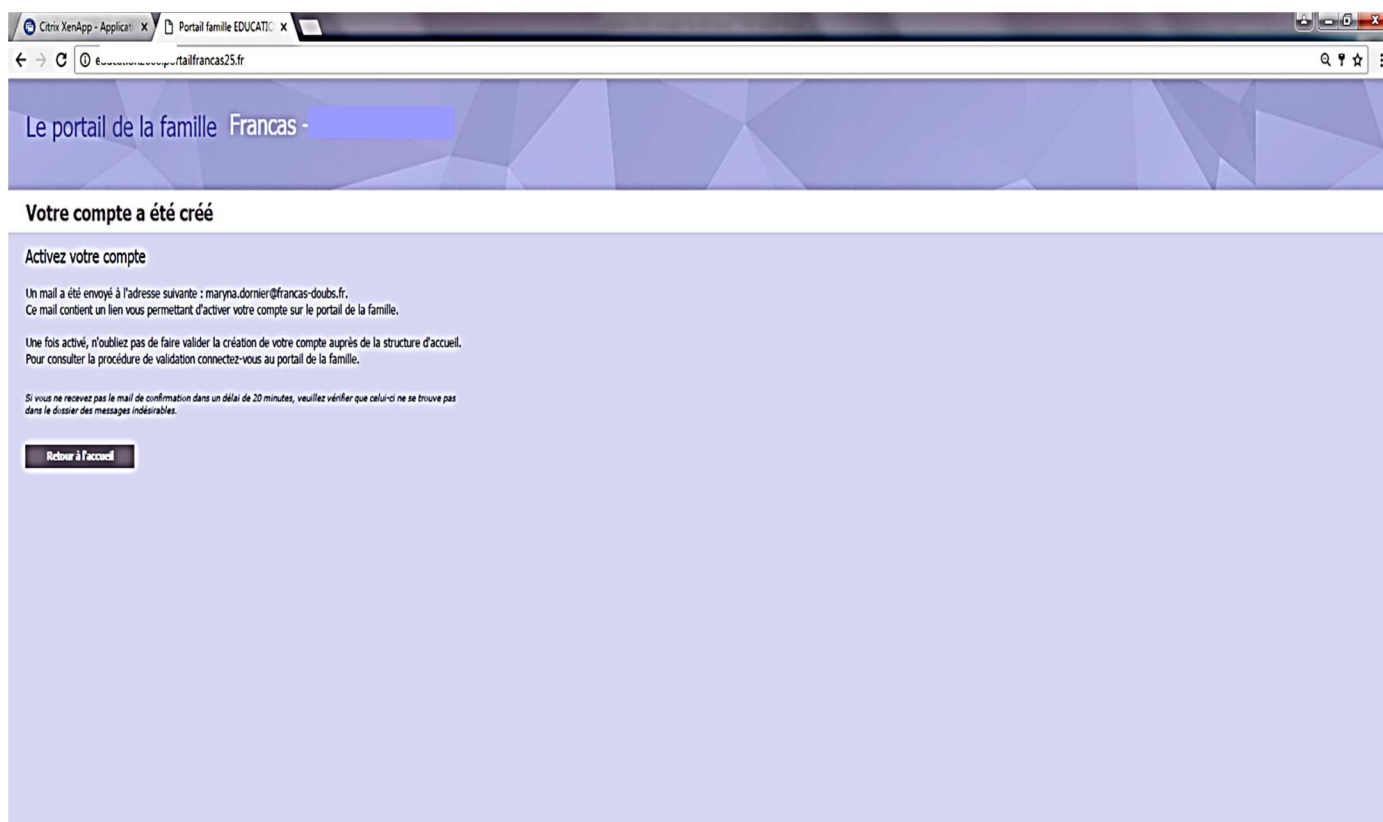 Citrix XenApp - Applicati
Portail famille EDUCATIC
rtailfrancas25.fr
Le portail de la famille Francas -
Votre compte a été créé
Activez votre compte
Un mail a été envoyé à l'adresse suivante : maryna.dornier@francas-doubs.fr.
Ce mail contient un lien vous permettant d'activer votre compte sur le portail de la famille.
Une fois activé, n'oubliez pas de faire valider la création de votre compte auprès de la structure d'accueil.
Pour consulter la procédure de validation connectez-vous au portail de la famille.
Si vous ne recevez pas le mail de confirmation dans un délai de 20 minutes, veuillez vérifier que celui-ci ne se trouve pas
dans le dossier des messages indésirables.
Retour à l'accueil